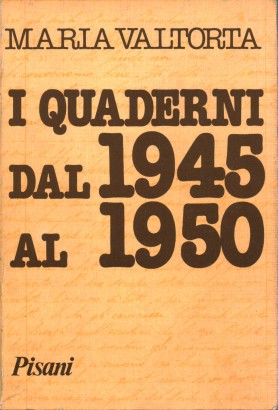 MARIA VALTORTA
I QUADERNI
DAL 1945
AL 1950
Pisani